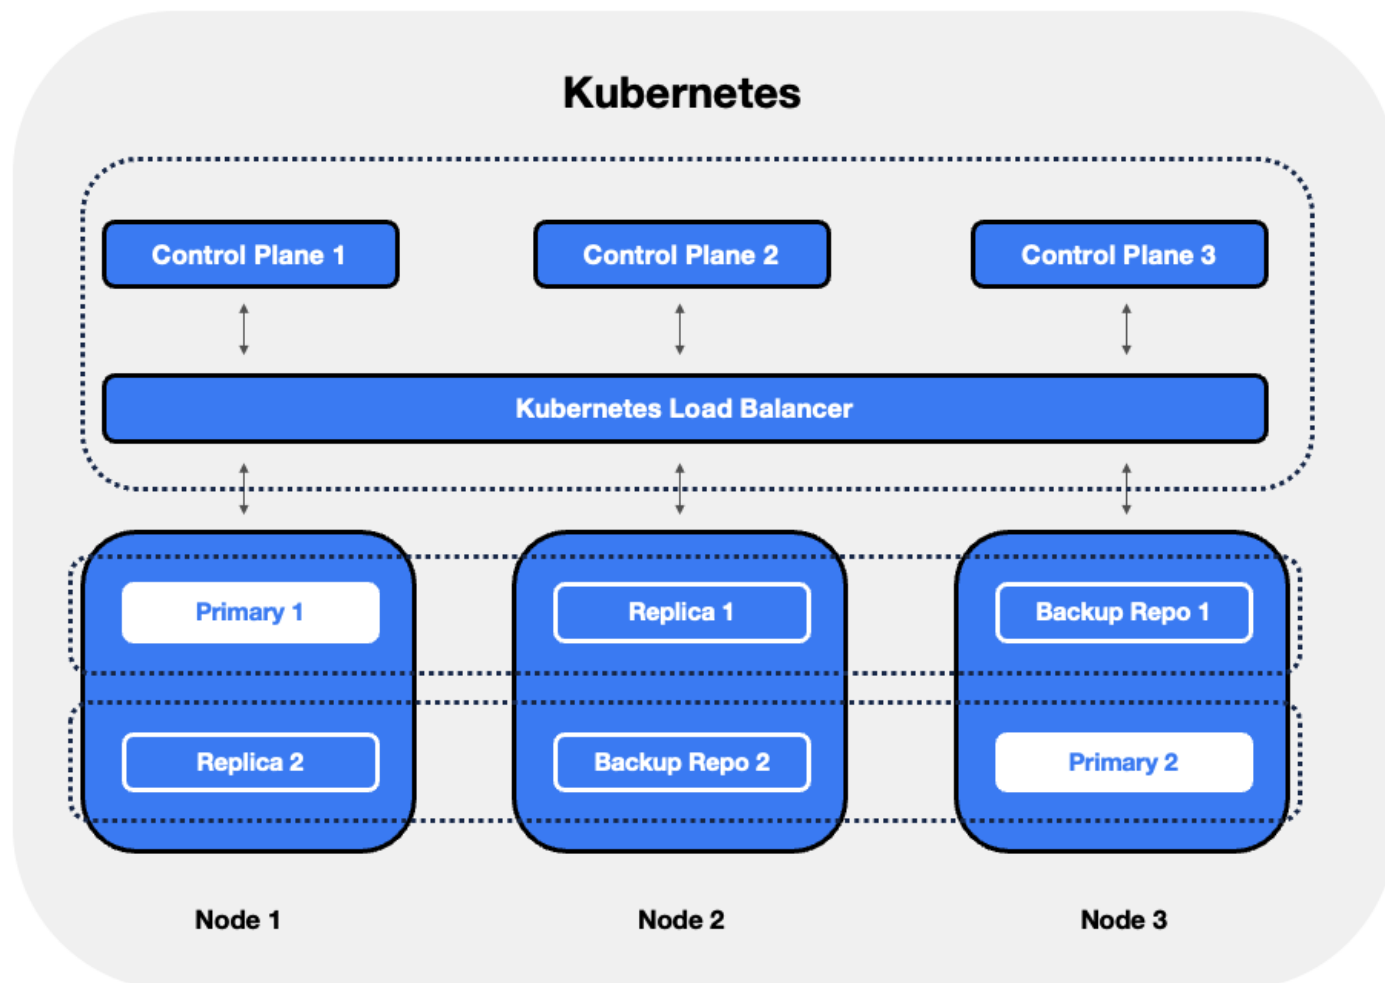 Kubernetes
Control Plane 1
Control Plane 2
Control Plane 3
Kubernetes Load Balancer
Primary 1
Replica 1
Backup Repo 1
Replica 2
Backup Repo 2
Primary 2
Node 1
Node 2
Node 3